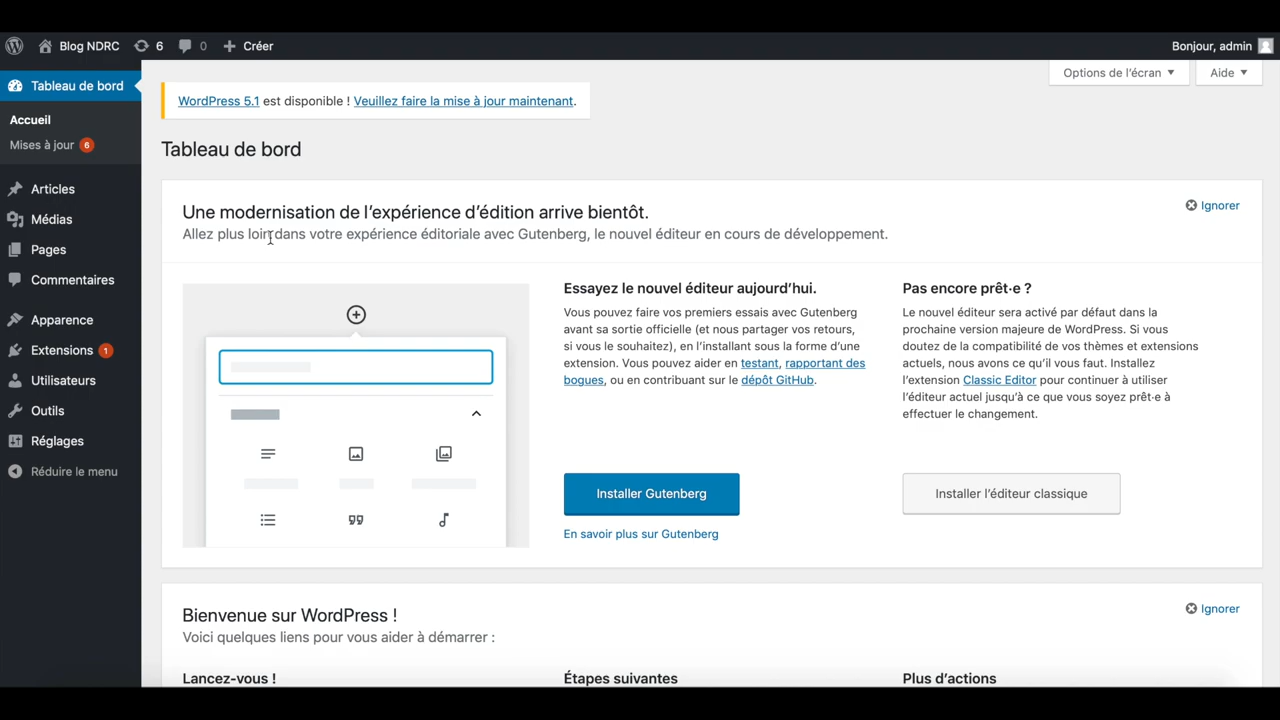 Blog NDRC 6 0 Créer Bonjour, admin
Tableau de bord
Accueil
Mises à jour 6
Articles
Médias
Pages
Commentaires
Apparence
Extensions 1
Utilisateurs
Outils
Réglages
Réduire le menu
Options de l'écran Aide
WordPress 5.1 est disponible ! Veuillez faire la mise à jour maintenant.
Tableau de bord
Une modernisation de l'expérience d'édition arrive bientôt.
Ignorer
Allez plus loin dans votre expérience éditoriale avec Gutenberg, le nouvel éditeur en cours de développement.
Essayez le nouvel éditeur aujourd'hui.
Vous pouvez faire vos premiers essais avec Gutenberg
avant sa sortie officielle (et nous partager vos retours,
si vous le souhaitez), en l'installant sous la forme d'une
extension. Vous pouvez aider en testant, rapportant des
bogues, ou en contribuant sur le dépôt GitHub.
Installer Gutenberg
En savoir plus sur Gutenberg
Pas encore prêt·e ?
Le nouvel éditeur sera activé par défaut dans la
prochaine version majeure de WordPress. Si vous
doutez de la compatibilité de vos thèmes et extensions
actuels, nous avons ce qu'il vous faut. Installez
l'extension Classic Editor pour continuer à utiliser
l'éditeur actuel jusqu'à ce que vous soyez prêt·e à
effectuer le changement.
Installer l'éditeur classique
Bienvenue sur WordPress !
Ignorer
Voici quelques liens pour vous aider à démarrer :
Lancez-vous !
Étapes suivantes
Plus d'actions